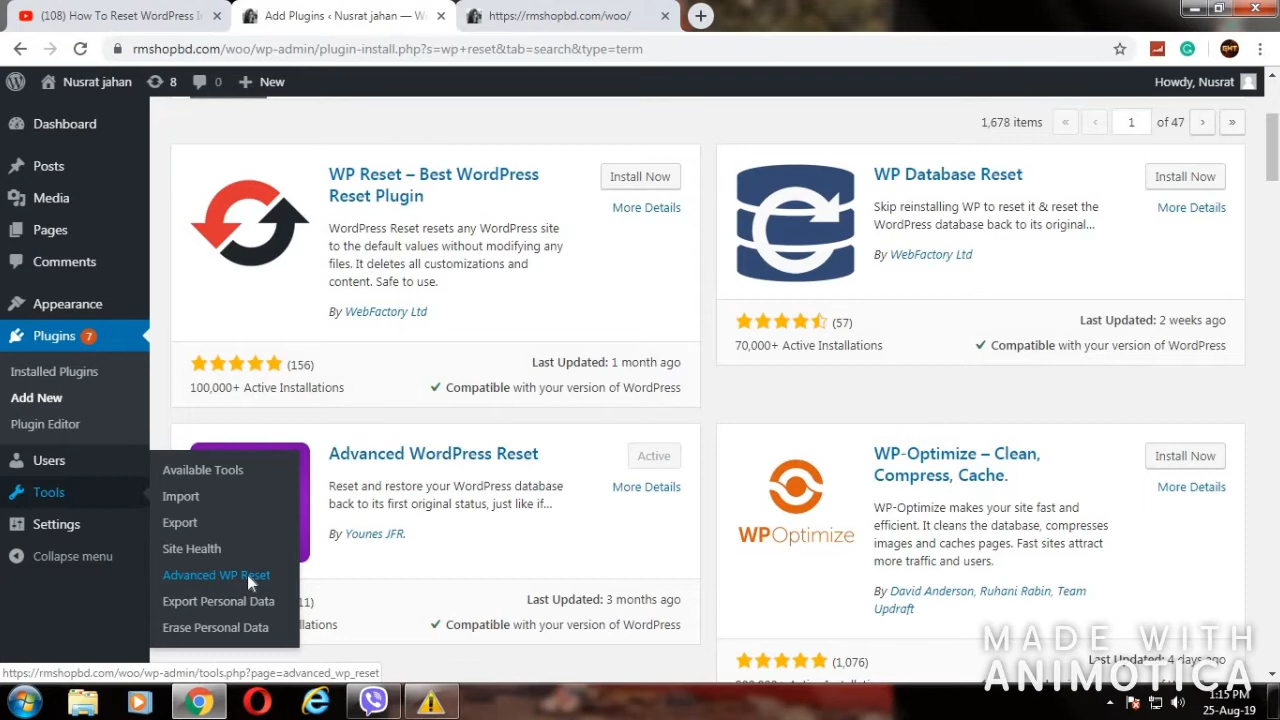 (108) How To Reset WordPress
Add Plugins ‹ Nusrat jahan — W
https://rmshopbd.com/woo/
rmshopbd.com/woo/wp-admin/plugin-install.php?s=wp+reset&tab=search&type=term
Nusrat jahan
8
0
New
Howdy, Nusrat
Dashboard
Posts
Media
Pages
Comments
Appearance
Plugins 7
Installed Plugins
Add New
Plugin Editor
Users
Tools
Settings
Collapse menu
Available Tools
Import
Export
Site Health
Advanced WP Reset
Export Personal Data
Erase Personal Data
1,678 items « ‹ 1 of 47 › »
WP Reset – Best WordPress
Reset Plugin
Install Now
More Details
WordPress Reset resets any WordPress site
to the default values without modifying any
files. It deletes all customizations and
content. Safe to use.
By WebFactory Ltd
(156)
Last Updated: 1 month ago
100,000+ Active Installations
Compatible with your version of WordPress
WP Database Reset
Install Now
More Details
Skip reinstalling WP to reset it & reset the
WordPress database back to its original...
By WebFactory Ltd
(57)
Last Updated: 2 weeks ago
70,000+ Active Installations
Compatible with your version of WordPress
Advanced WordPress Reset
Active
More Details
Reset and restore your WordPress database
back to its first original status, just like if...
By Younes JFR.
11)
Last Updated: 3 months ago
llations
Compatible with your version of WordPress
WP-Optimize – Clean,
Compress, Cache.
Install Now
More Details
WPOptimize
WP-Optimize makes your site fast and
efficient. It cleans the database, compresses
images and caches pages. Fast sites attract
more traffic and users.
By David Anderson, Ruhani Rabin, Team
Updraft
(1,076)
Last Updated: 4 days ago
https://rmshopbd.com/woo/wp-admin/tools.php?page=advanced_wp_reset
MADE WITH
ANIMOTICA
1:15 PM
25-Aug-19